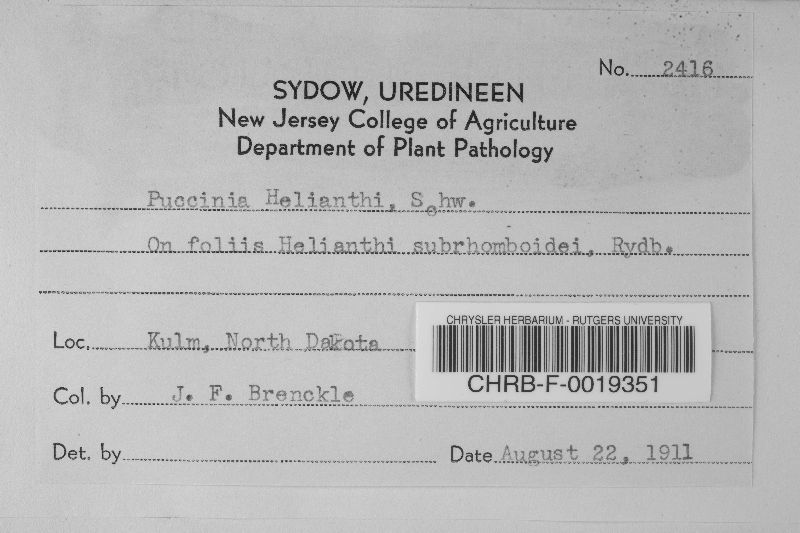 No. 2416
SYDOW, UREDINEEN
New Jersey College of Agriculture
Department of Plant Pathology
Puccinia Helianthi, Schw.
On foliis Helianthi subrhomboidei, Rydb.
Loc. Kulm, North Dakota
CHRYSLER HERBARIUM - RUTGERS UNIVERSITY
CHRB-F-0019351
Col. by J. F. Brenckle
Det. by
Date August 22, 1911